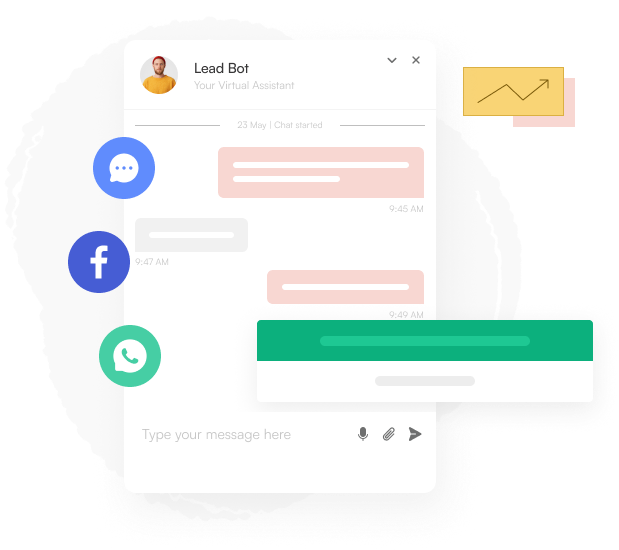 Lead Bot
Your Virtual Assistant
23 May | Chat started
9:45 AM
9:47 AM
9:49 AM
Type your message here